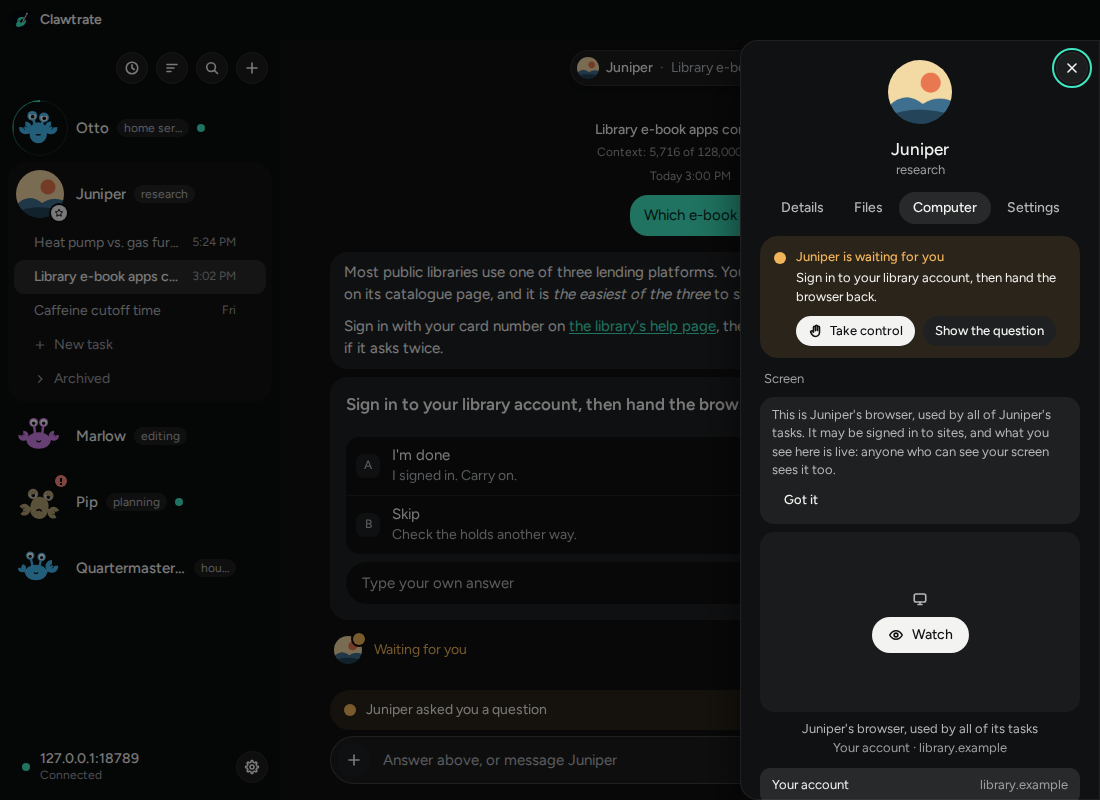 Clawtrate
Otto
home ser...
Juniper
research
Heat pump vs. gas fur...
5:24 PM
Library e-book apps c...
3:02 PM
Caffeine cutoff time
Fri
New task
Archived
Marlow
editing
Pip
planning
Quartermaster...
hou...
127.0.0.1:18789
Connected
Juniper · Library e-b
Library e-book apps co
Context: 5,716 of 128,000
Today 3:00 PM
Which e-book
Most public libraries use one of three lending platforms. You
on its catalogue page, and it is the easiest of the three to s
Sign in with your card number on the library's help page, the
if it asks twice.
Sign in to your library account, then hand the brow
A
I'm done
I signed in. Carry on.
B
Skip
Check the holds another way.
Type your own answer
Waiting for you
Juniper asked you a question
Answer above, or message Juniper
Juniper
research
Details
Files
Computer
Settings
Juniper is waiting for you
Sign in to your library account, then hand the
browser back.
Take control
Show the question
Screen
This is Juniper's browser, used by all of Juniper's
tasks. It may be signed in to sites, and what you
see here is live: anyone who can see your screen
sees it too.
Got it
Watch
Juniper's browser, used by all of its tasks
Your account · library.example
Your account
library.example